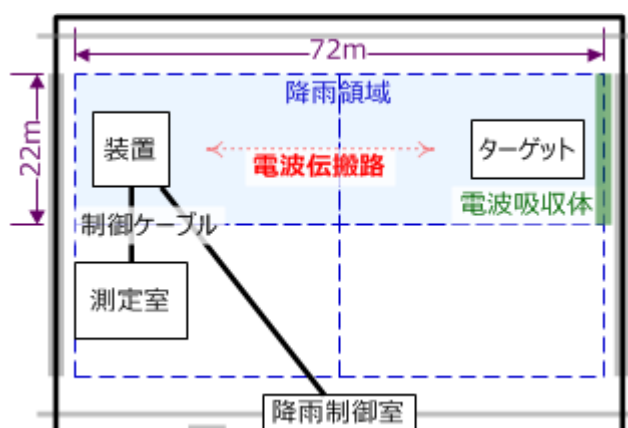 72m
降雨領域
22m
装置
ターゲット
電波伝搬路
電波吸収体
制御ケーブル
測定室
降雨制御室